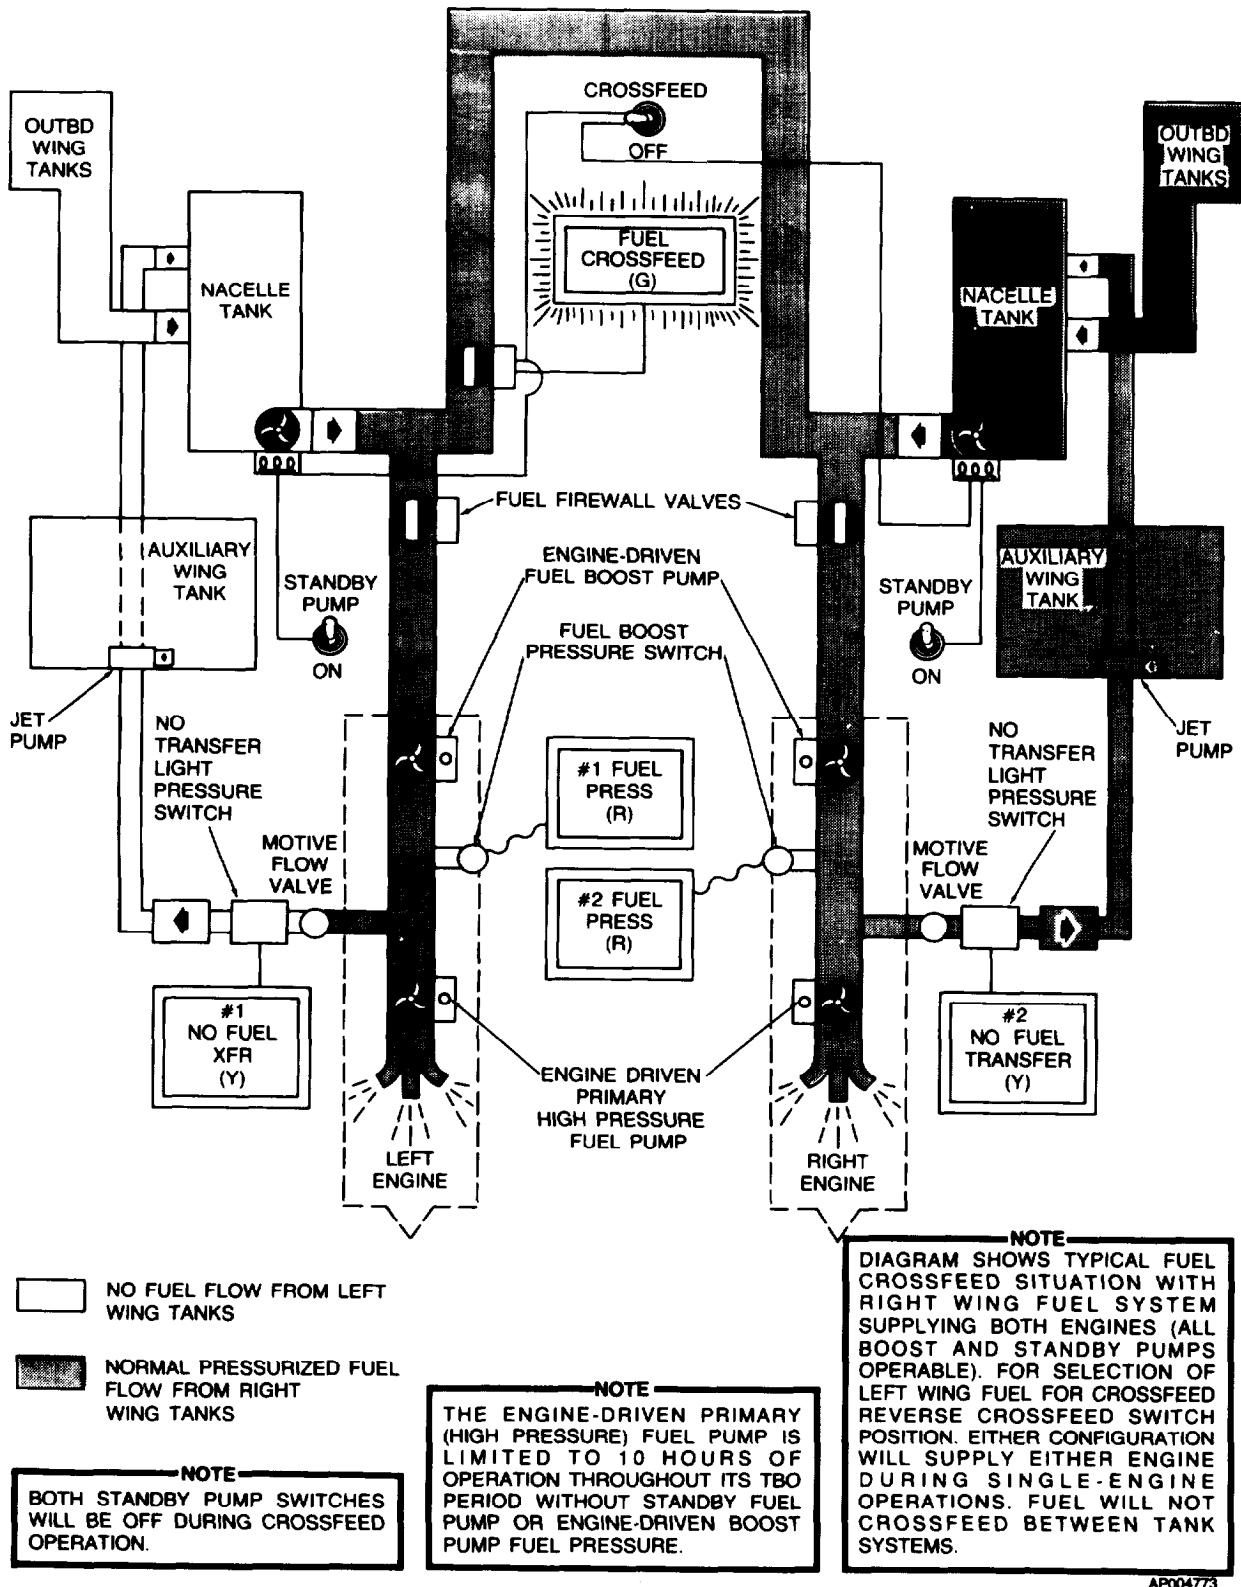 CROSSFEED
OFF
OUTBD
WING
TANKS
OUTBD
WING
TANKS
FUEL
CROSSFEED
(G)
NACELLE
TANK
NACELLE
TANK
FUEL FIREWALL VALVES
AUXILIARY
WING
TANK
STANDBY
PUMP
ON
ENGINE-DRIVEN
FUEL BOOST PUMP
FUEL BOOST
PRESSURE SWITCH
STANDBY
PUMP
ON
AUXILIARY
WING
TANK
JET
PUMP
NO
TRANSFER
LIGHT
PRESSURE
SWITCH
#1 FUEL
PRESS
(R)
NO
TRANSFER
LIGHT
PRESSURE
SWITCH
JET
PUMP
MOTIVE
FLOW
VALVE
#2 FUEL
PRESS
(R)
MOTIVE
FLOW
VALVE
#1
NO FUEL
XFR
(Y)
ENGINE DRIVEN
PRIMARY
HIGH PRESSURE
FUEL PUMP
#2
NO FUEL
TRANSFER
(Y)
LEFT
ENGINE
RIGHT
ENGINE
NO FUEL FLOW FROM LEFT
WING TANKS
NORMAL PRESSURIZED FUEL
FLOW FROM RIGHT
WING TANKS
NOTE
BOTH STANDBY PUMP SWITCHES
WILL BE OFF DURING CROSSFEED
OPERATION.
NOTE
THE ENGINE-DRIVEN PRIMARY
(HIGH PRESSURE) FUEL PUMP IS
LIMITED TO 10 HOURS OF
OPERATION THROUGHOUT ITS TBO
PERIOD WITHOUT STANDBY FUEL
PUMP OR ENGINE-DRIVEN BOOST
PUMP FUEL PRESSURE.
NOTE
DIAGRAM SHOWS TYPICAL FUEL
CROSSFEED SITUATION WITH
RIGHT WING FUEL SYSTEM
SUPPLYING BOTH ENGINES (ALL
BOOST AND STANDBY PUMPS
OPERABLE). FOR SELECTION OF
LEFT WING FUEL FOR CROSSFEED
REVERSE CROSSFEED SWITCH
POSITION. EITHER CONFIGURATION
WILL SUPPLY EITHER ENGINE
DURING SINGLE-ENGINE
OPERATIONS. FUEL WILL NOT
CROSSFEED BETWEEN TANK
SYSTEMS.
AP004773